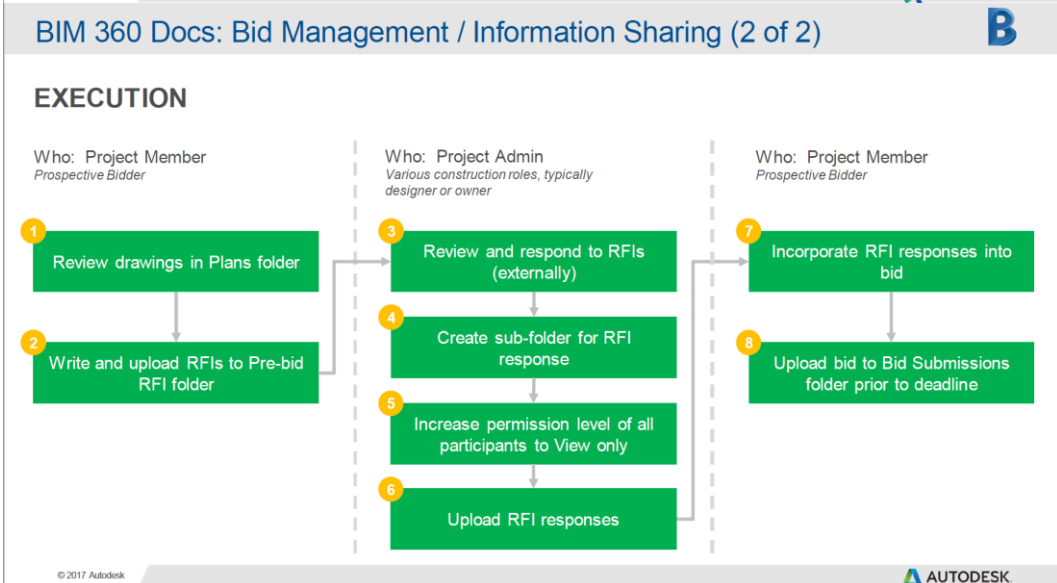 BIM 360 Docs: Bid Management / Information Sharing (2 of 2)
EXECUTION
Who: Project Member
Prospective Bidder
1
Review drawings in Plans folder
2
Write and upload RFIs to Pre-bid
RFI folder
Who: Project Admin
Various construction roles, typically
designer or owner
3
Review and respond to RFIs
(externally)
4
Create sub-folder for RFI
response
5
Increase permission level of all
participants to View only
6
Upload RFI responses
Who: Project Member
Prospective Bidder
7
Incorporate RFI responses into
bid
8
Upload bid to Bid Submissions
folder prior to deadline
© 2017 Autodesk
AUTODESK